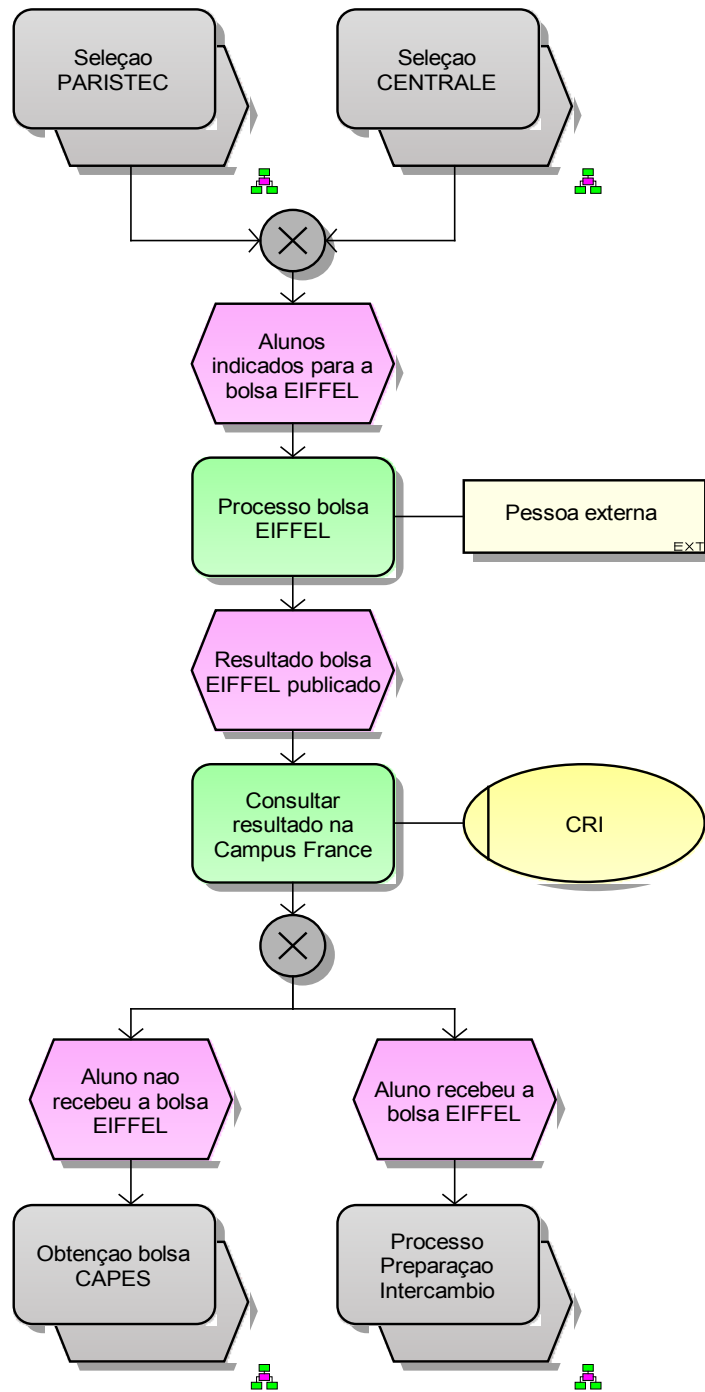 Seleçao
PARISTEC
Seleçao
CENTRALE
Alunos
indicados para a
bolsa EIFFEL
Processo bolsa
EIFFEL
Pessoa externa
EXT
Resultado bolsa
EIFFEL publicado
Consultar
resultado na
Campus France
CRI
Aluno nao
recebeu a bolsa
EIFFEL
Aluno recebeu a
bolsa EIFFEL
Obtençao bolsa
CAPES
Processo
Preparaçao
Intercambio